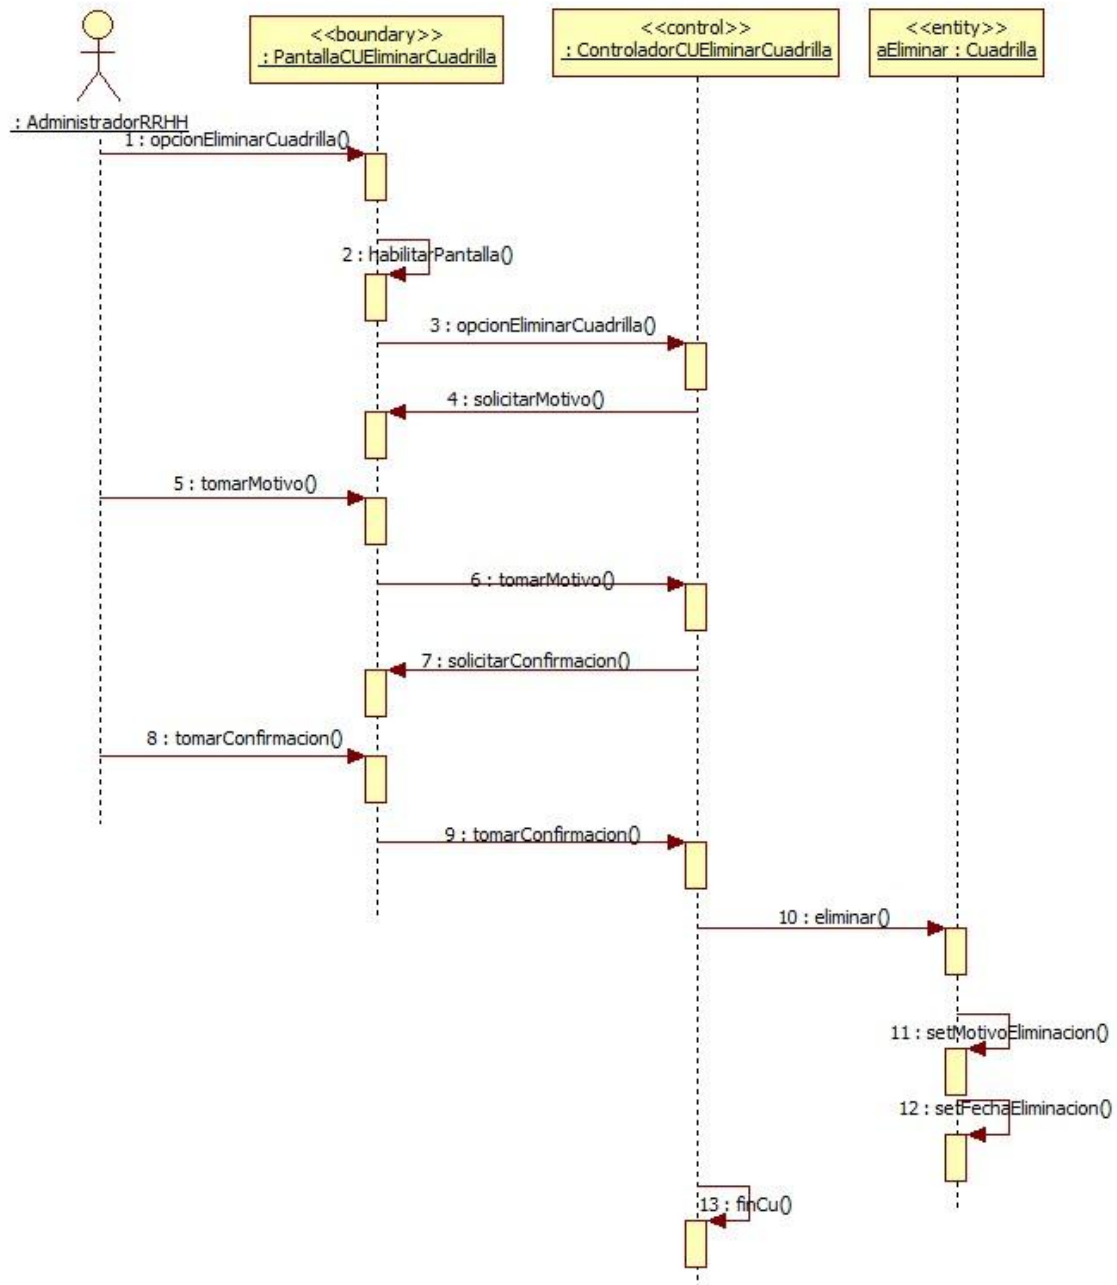 <<boundary>>
: PantallaCUEliminarCuadrilla
<<control>>
: ControladorCUEliminarCuadrilla
<<entity>>
aEliminar : Cuadrilla
: AdministradorRRHH
1 : opcionEliminarCuadrilla()
2 : habilitarPantalla()
3 : opcionEliminarCuadrilla()
4 : solicitarMotivo()
5 : tomarMotivo()
6 : tomarMotivo()
7 : solicitarConfirmacion()
8 : tomarConfirmacion()
9 : tomarConfirmacion()
10 : eliminar()
11 : setMotivoEliminacion()
12 : setFechaEliminacion()
13 : finCu()